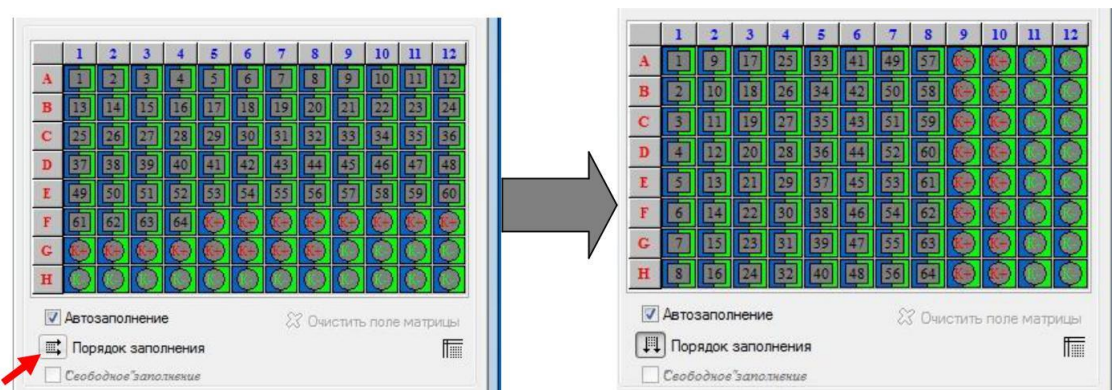 1 2 3 4 5 6 7 8 9 10 11 12
A 1 2 3 4 5 6 7 8 9 10 11 12
B 13 14 15 16 17 18 19 20 21 22 23 24
C 25 26 27 28 29 30 31 32 33 34 35 36
D 37 38 39 40 41 42 43 44 45 46 47 48
E 49 50 51 52 53 54 55 56 57 58 59 60
F 61 62 63 64 K+ K+ K+ K+ K+ K+ K+ K+
G K+ K+ K+ K+ K+ K+ K+ K+
H
Автозаполнение Очистить поле матрицы
Порядок заполнения
Свободное заполнение
1 2 3 4 5 6 7 8 9 10 11 12
A 1 9 17 25 33 41 49 57 K+ K+
B 2 10 18 26 34 42 50 58 K+ K+
C 3 11 19 27 35 43 51 59 K+ K+
D 4 12 20 28 36 44 52 60 K+ K+
E 5 13 21 29 37 45 53 61 K+ K+
F 6 14 22 30 38 46 54 62 K+ K+
G 7 15 23 31 39 47 55 63 K+ K+
H 8 16 24 32 40 48 56 64 K+ K+
Автозаполнение Очистить поле матрицы
Порядок заполнения
Свободное заполнение